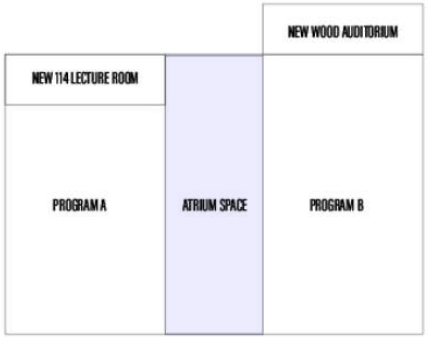 NEW WOOD AUDITORIUM
NEW 114 LECTURE ROOM
PROGRAM A
ATRIUM SPACE
PROGRAM B